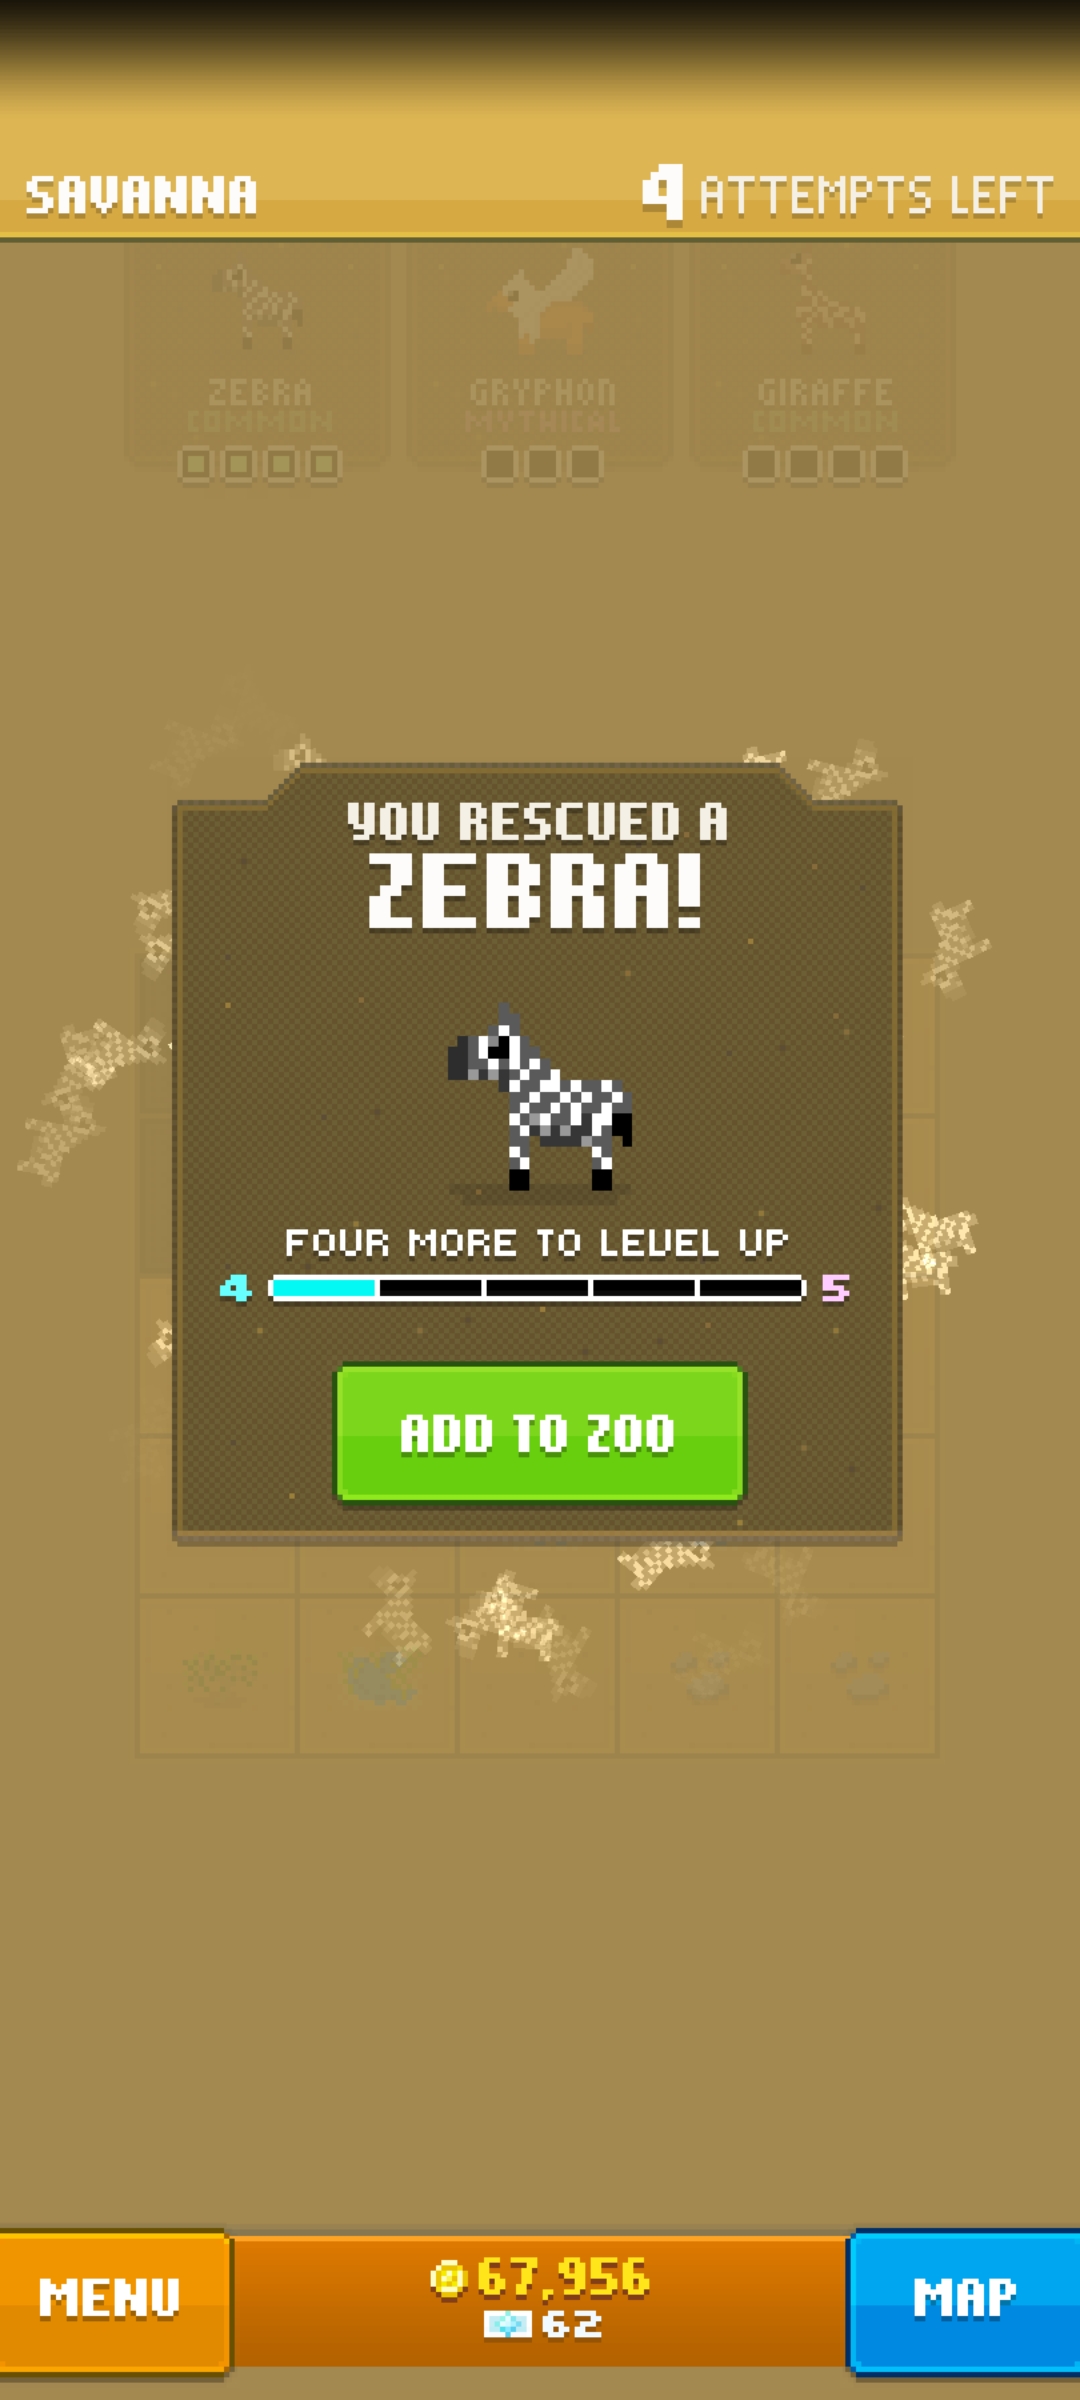 SAVANNA
4 ATTEMPTS LEFT
ZEBRA
COMMON
GRYPHON
MYTHICAL
GIRAFFE
COMMON
YOU RESCUED A
ZEBRA!
FOUR MORE TO LEVEL UP
4 5
ADD TO ZOO
MENU
67,956
62
MAP